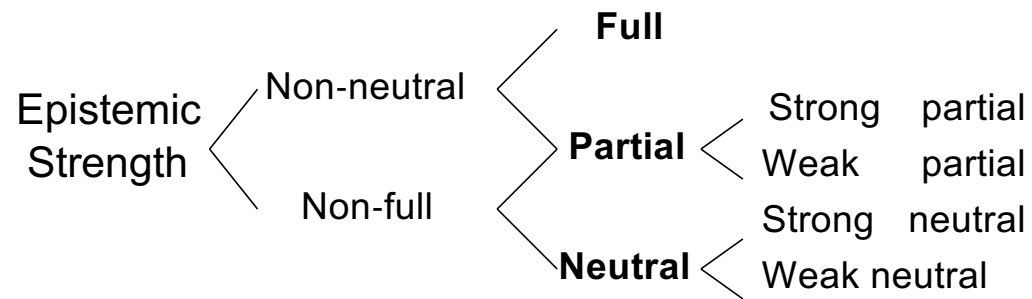 Full
Non-neutral
Epistemic
Strength
Strong partial
Partial
Weak partial
Non-full
Strong neutral
Neutral
Weak neutral